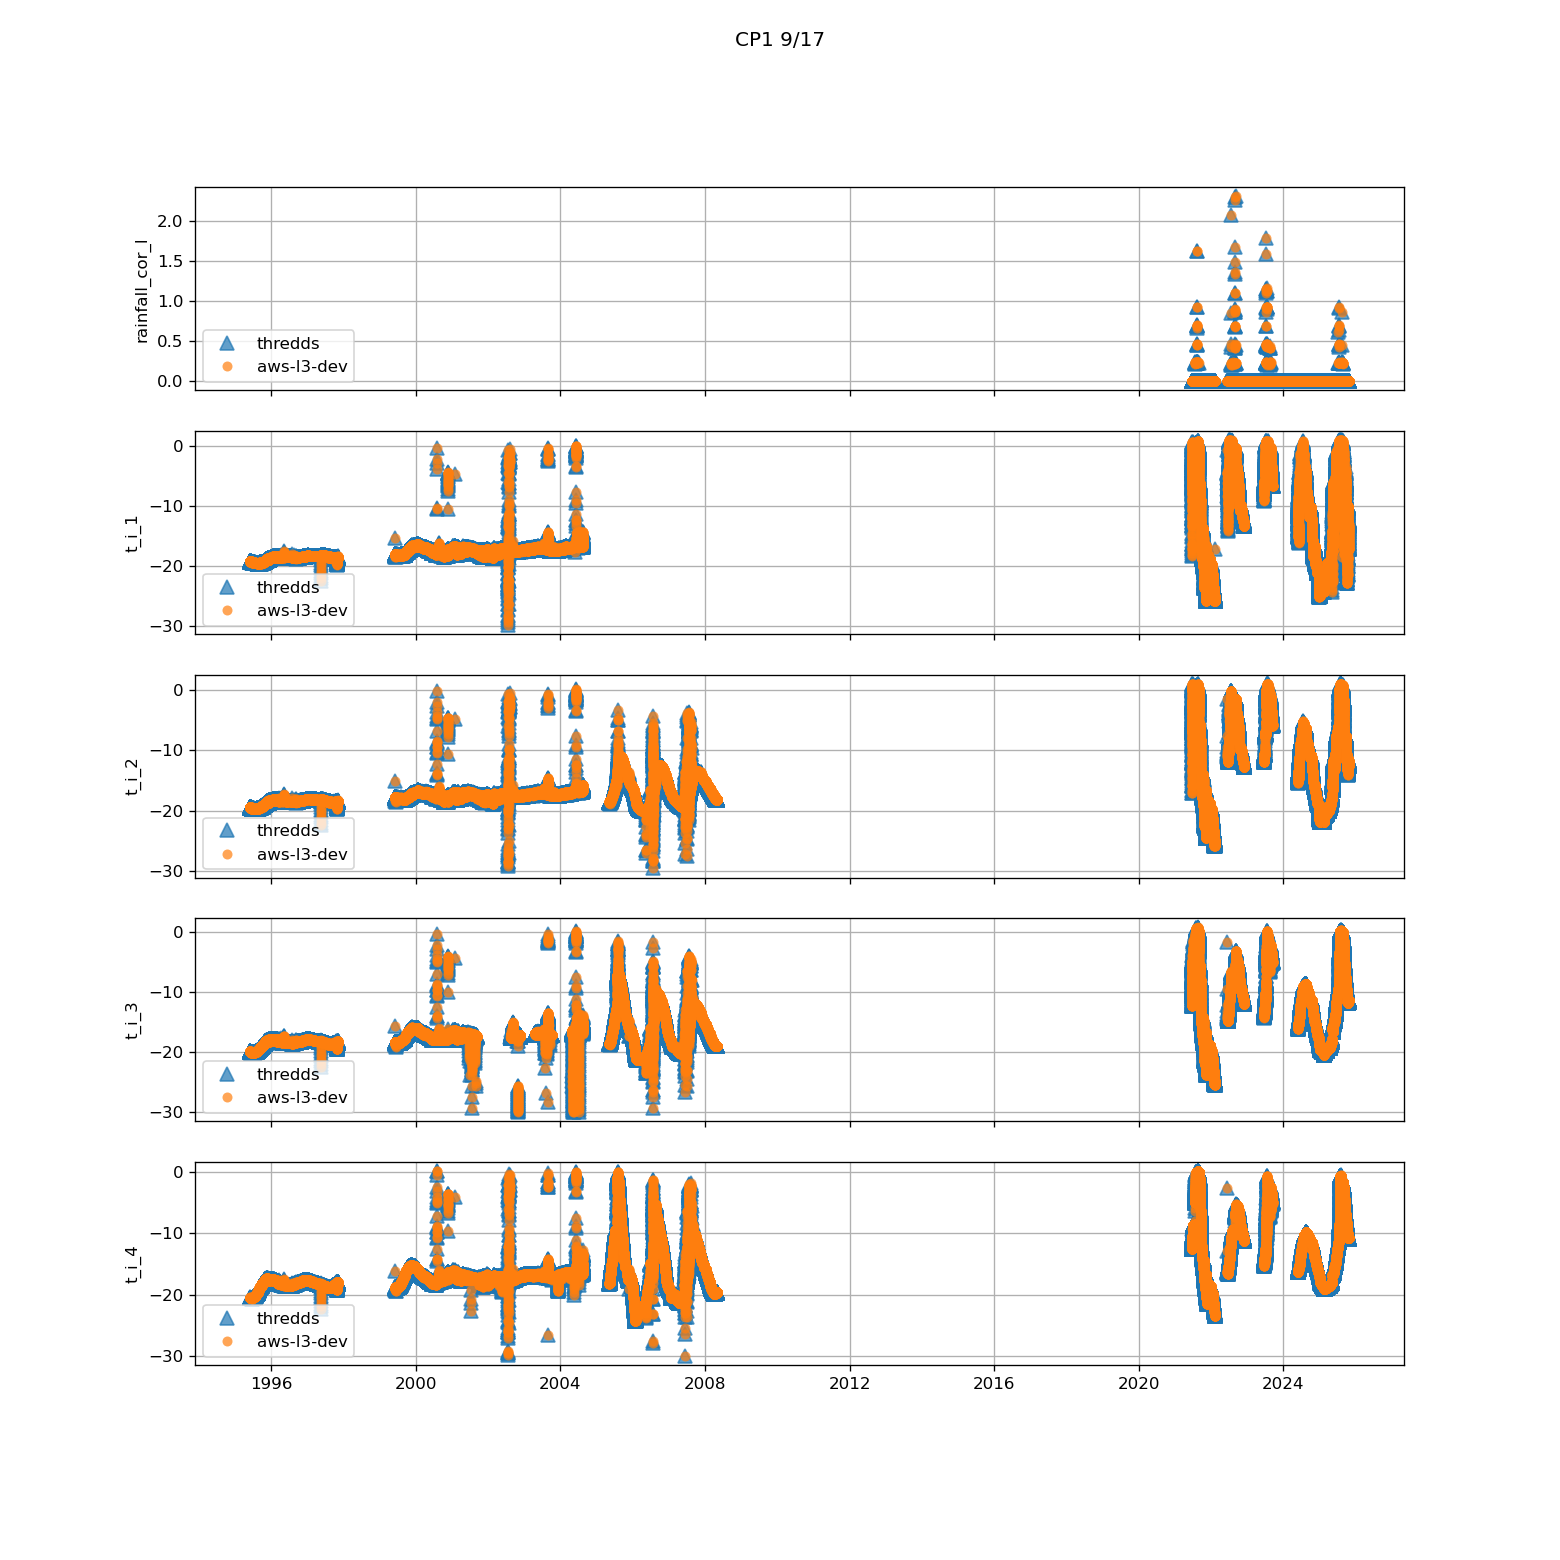 CP1 9/17
rainfall_cor_l
2.0
1.5
1.0
0.5
0.0
thredds
aws-l3-dev
t_i_1
0
−10
−20
−30
thredds
aws-l3-dev
t_i_2
0
−10
−20
−30
thredds
aws-l3-dev
t_i_3
0
−10
−20
−30
thredds
aws-l3-dev
t_i_4
0
−10
−20
−30
thredds
aws-l3-dev
1996 2000 2004 2008 2012 2016 2020 2024